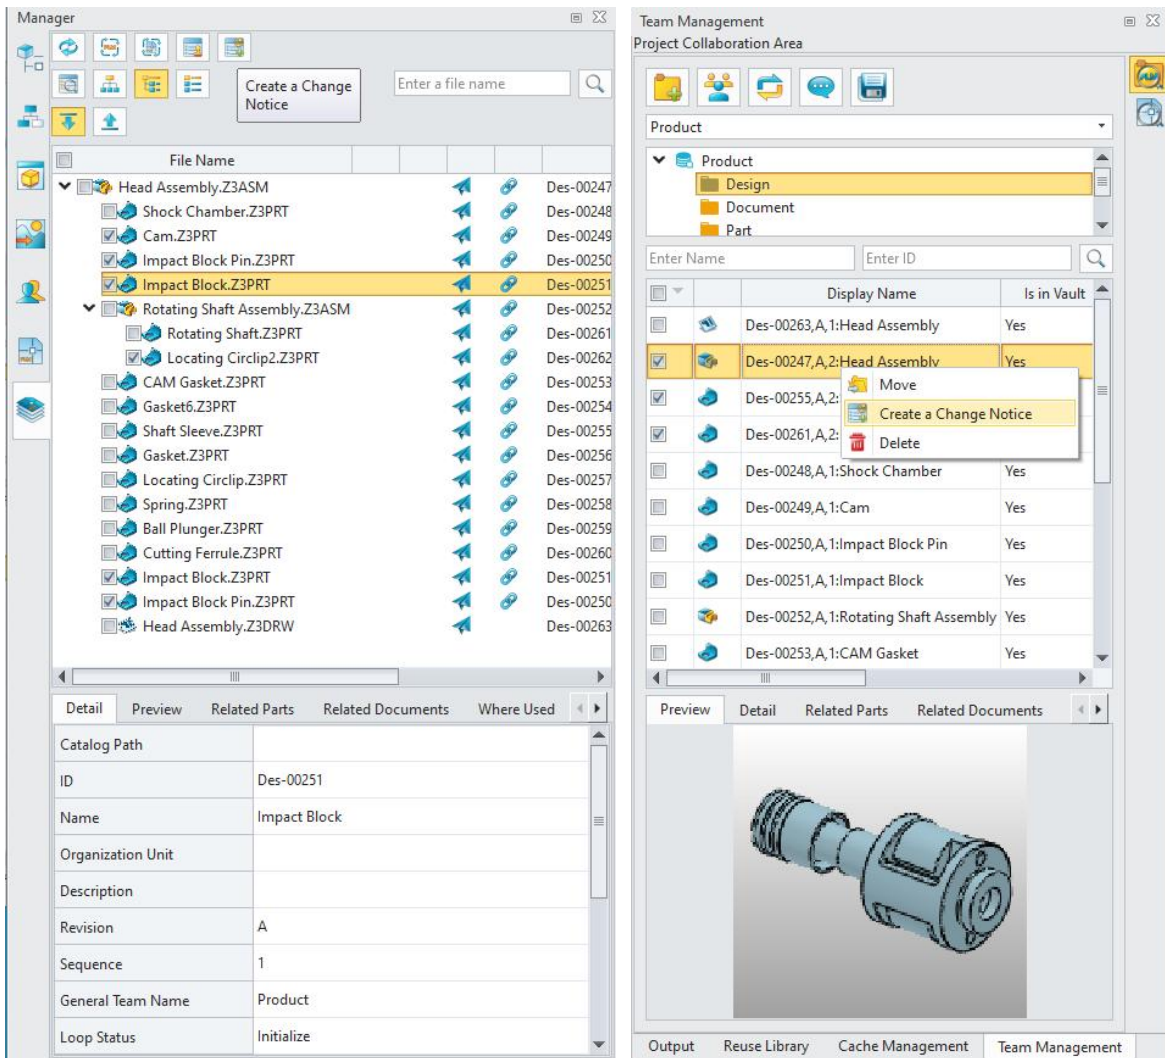 Manager
Create a Change
Notice
Enter a file name
File Name
Head Assembly.Z3ASM Des-00247
Shock Chamber.Z3PRT Des-00248
Cam.Z3PRT Des-00249
Impact Block Pin.Z3PRT Des-00250
Impact Block.Z3PRT Des-00251
Rotating Shaft Assembly.Z3ASM Des-00252
Rotating Shaft.Z3PRT Des-00261
Locating Circlip2.Z3PRT Des-00262
CAM Gasket.Z3PRT Des-00253
Gasket6.Z3PRT Des-00254
Shaft Sleeve.Z3PRT Des-00255
Gasket.Z3PRT Des-00256
Locating Circlip.Z3PRT Des-00257
Spring.Z3PRT Des-00258
Ball Plunger.Z3PRT Des-00259
Cutting Ferrule.Z3PRT Des-00260
Impact Block.Z3PRT Des-00251
Impact Block Pin.Z3PRT Des-00250
Head Assembly.Z3DRW Des-00263
Detail Preview Related Parts Related Documents Where Used
Catalog Path
ID Des-00251
Name Impact Block
Organization Unit
Description
Revision A
Sequence 1
General Team Name Product
Loop Status Initialize
Team Management
Project Collaboration Area
Product
Product
Design
Document
Part
Enter Name Enter ID
Display Name Is in Vault
Des-00263,A,1:Head Assembly Yes
Des-00247,A,2:Head Assembly Yes
Des-00255,A,2:
Des-00261,A,2:
Move
Create a Change Notice
Delete
Des-00248,A,1:Shock Chamber Yes
Des-00249,A,1:Cam Yes
Des-00250,A,1:Impact Block Pin Yes
Des-00251,A,1:Impact Block Yes
Des-00252,A,1:Rotating Shaft Assembly Yes
Des-00253,A,1:CAM Gasket Yes
Preview Detail Related Parts Related Documents
Output Reuse Library Cache Management Team Management